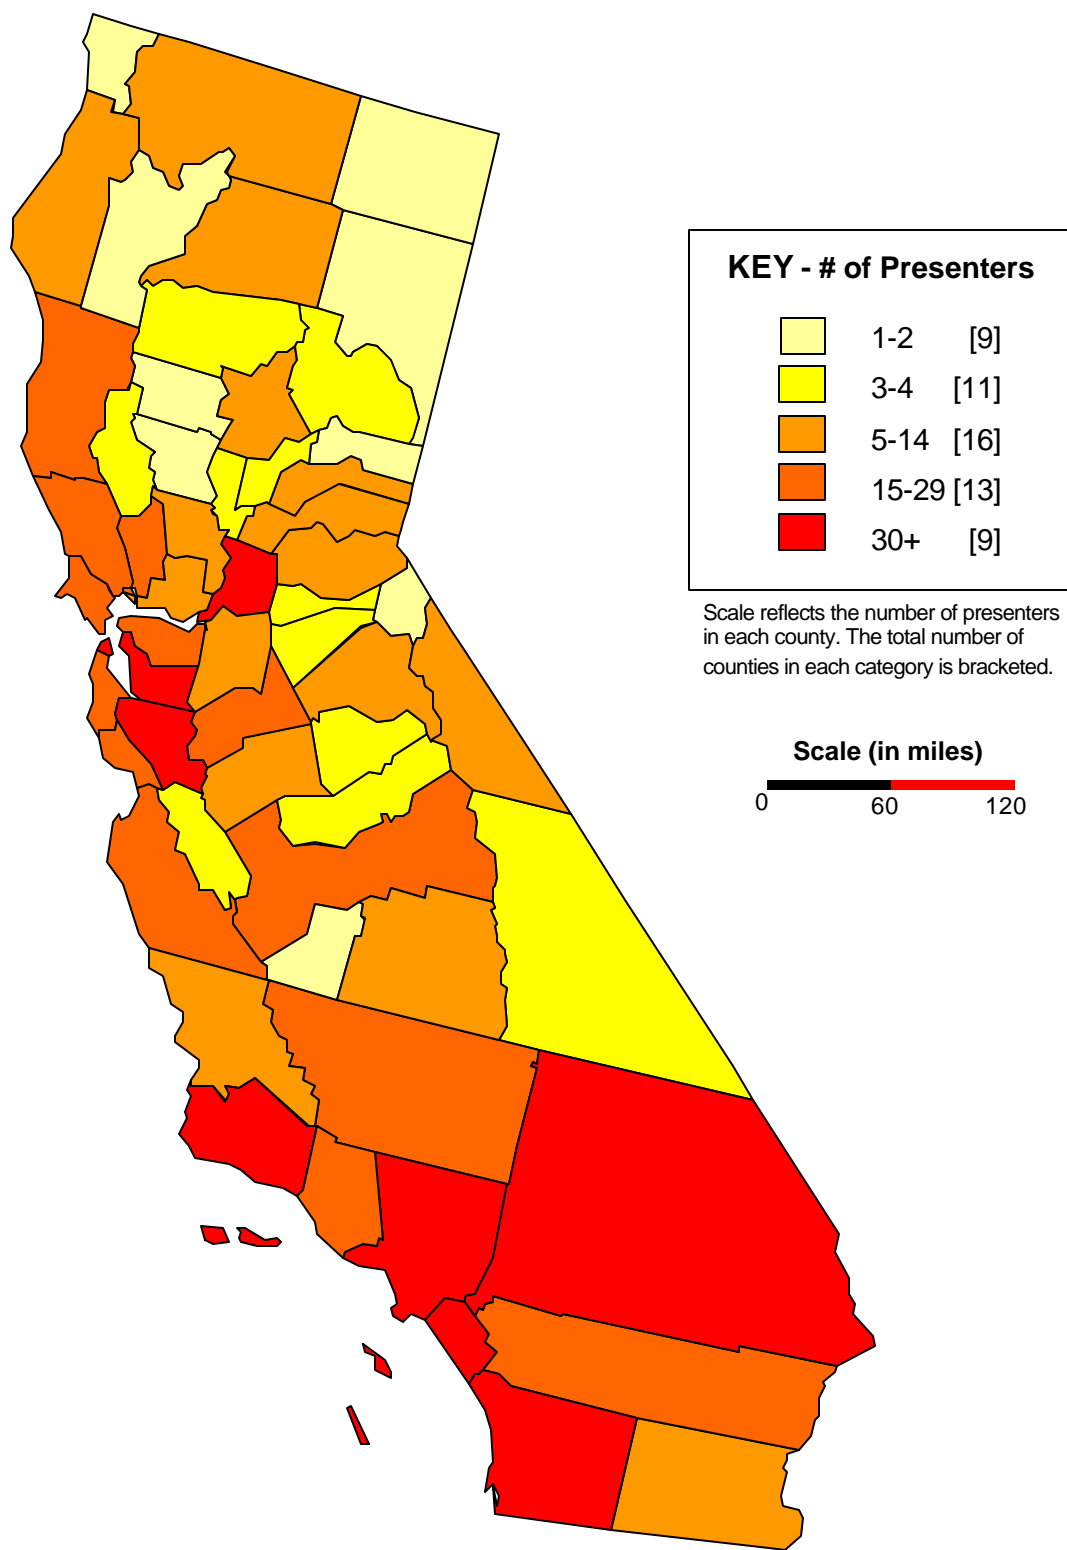 KEY - # of Presenters
1-2 [9]
3-4 [11]
5-14 [16]
15-29 [13]
30+ [9]
Scale reflects the number of presenters
in each county. The total number of
counties in each category is bracketed.
Scale (in miles)
0 60 120